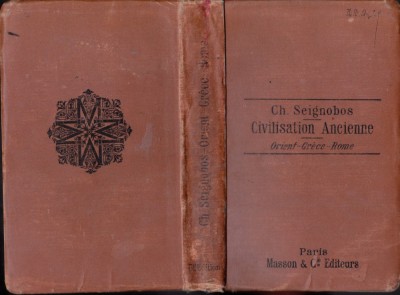 Ch. Seignobos Orient Grèce Rome
Ch. Seignobos
Civilisation Ancienne
Orient-Grèce-Rome
Paris
Masson & Cie Editeurs